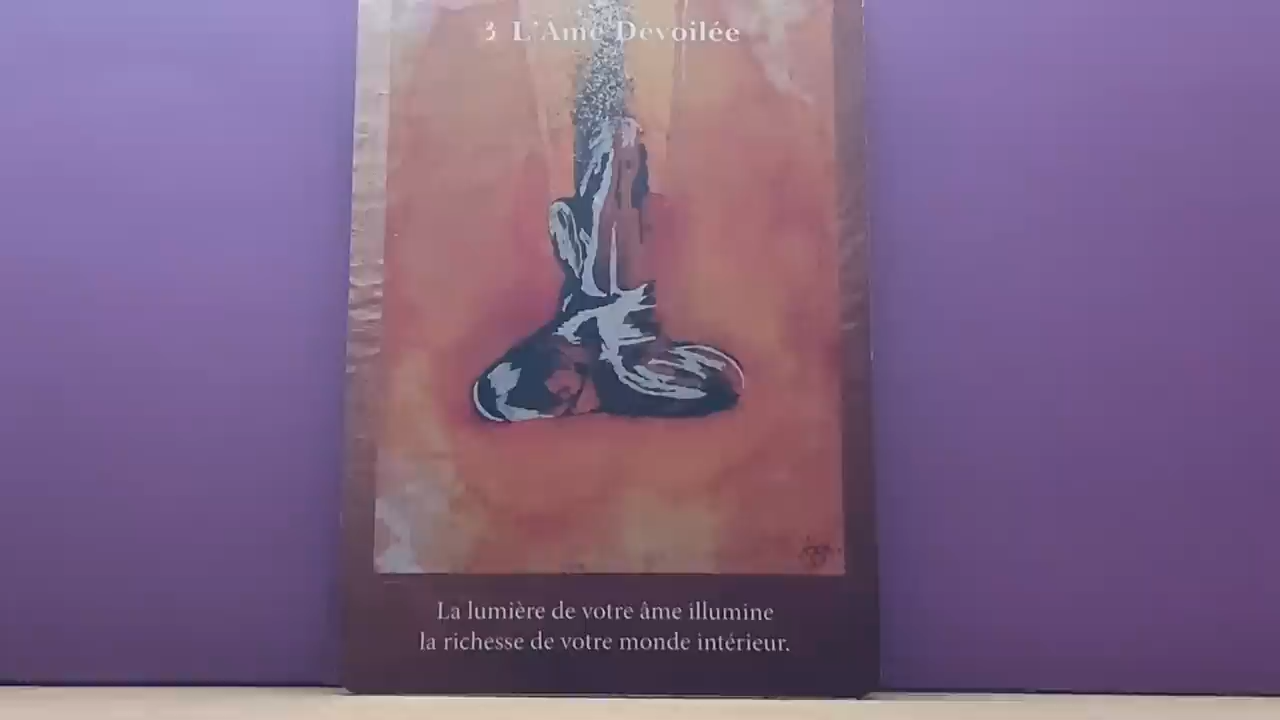 3 L'Âme Dévoilée
La lumière de votre âme illumine
la richesse de votre monde intérieur.